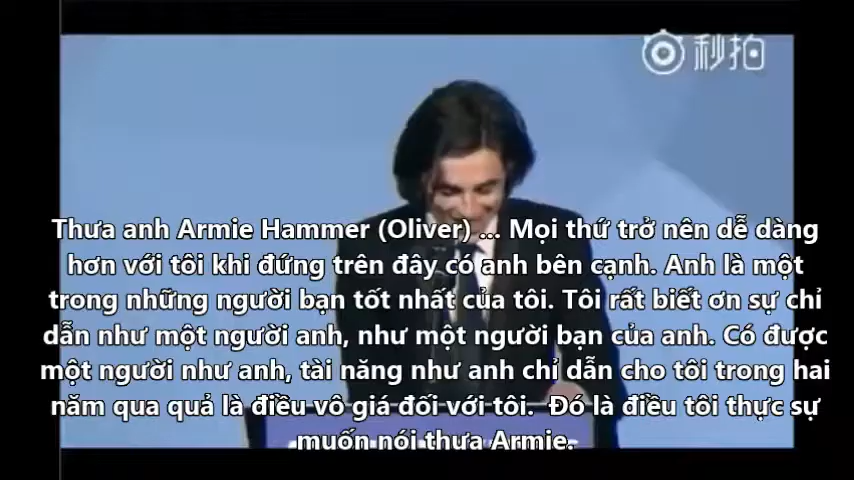 秒拍
Thưa anh Armie Hammer (Oliver) ... Mọi thứ trở nên dễ dàng
hơn với tôi khi đứng trên đây có anh bên cạnh. Anh là một
trong những người bạn tốt nhất của tôi. Tôi rất biết ơn sự chỉ
dẫn như một người anh, như một người bạn của anh. Có được
một người như anh, tài năng như anh chỉ dẫn cho tôi trong hai
năm qua quả là điều vô giá đối với tôi. Đó là điều tôi thực sự
muốn nói thưa Armie.